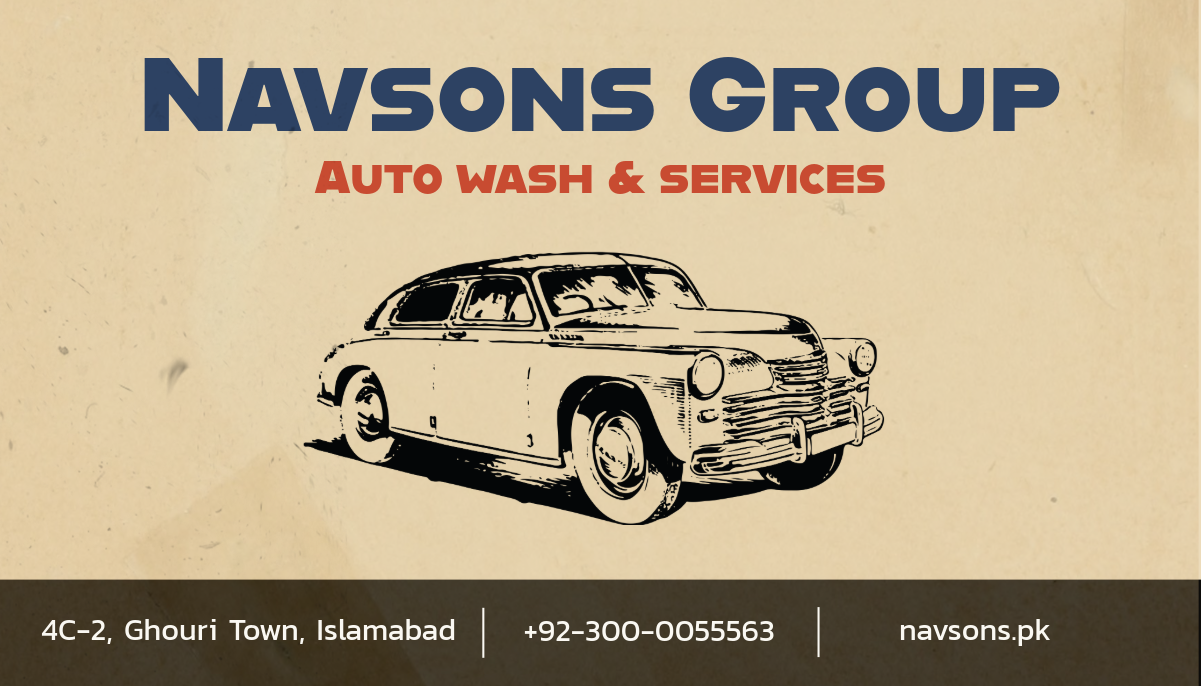 Navsons Group
Auto wash & services
4C-2, Ghouri Town, Islamabad | +92-300-0055563 | navsons.pk